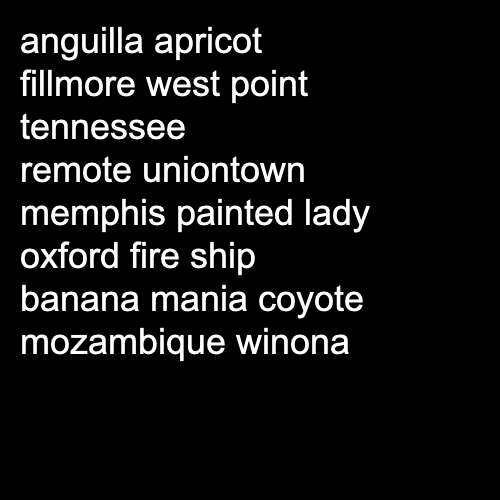 anguilla apricot
fillmore west point
tennessee
remote uniontown
memphis painted lady
oxford fire ship
banana mania coyote
mozambique winona